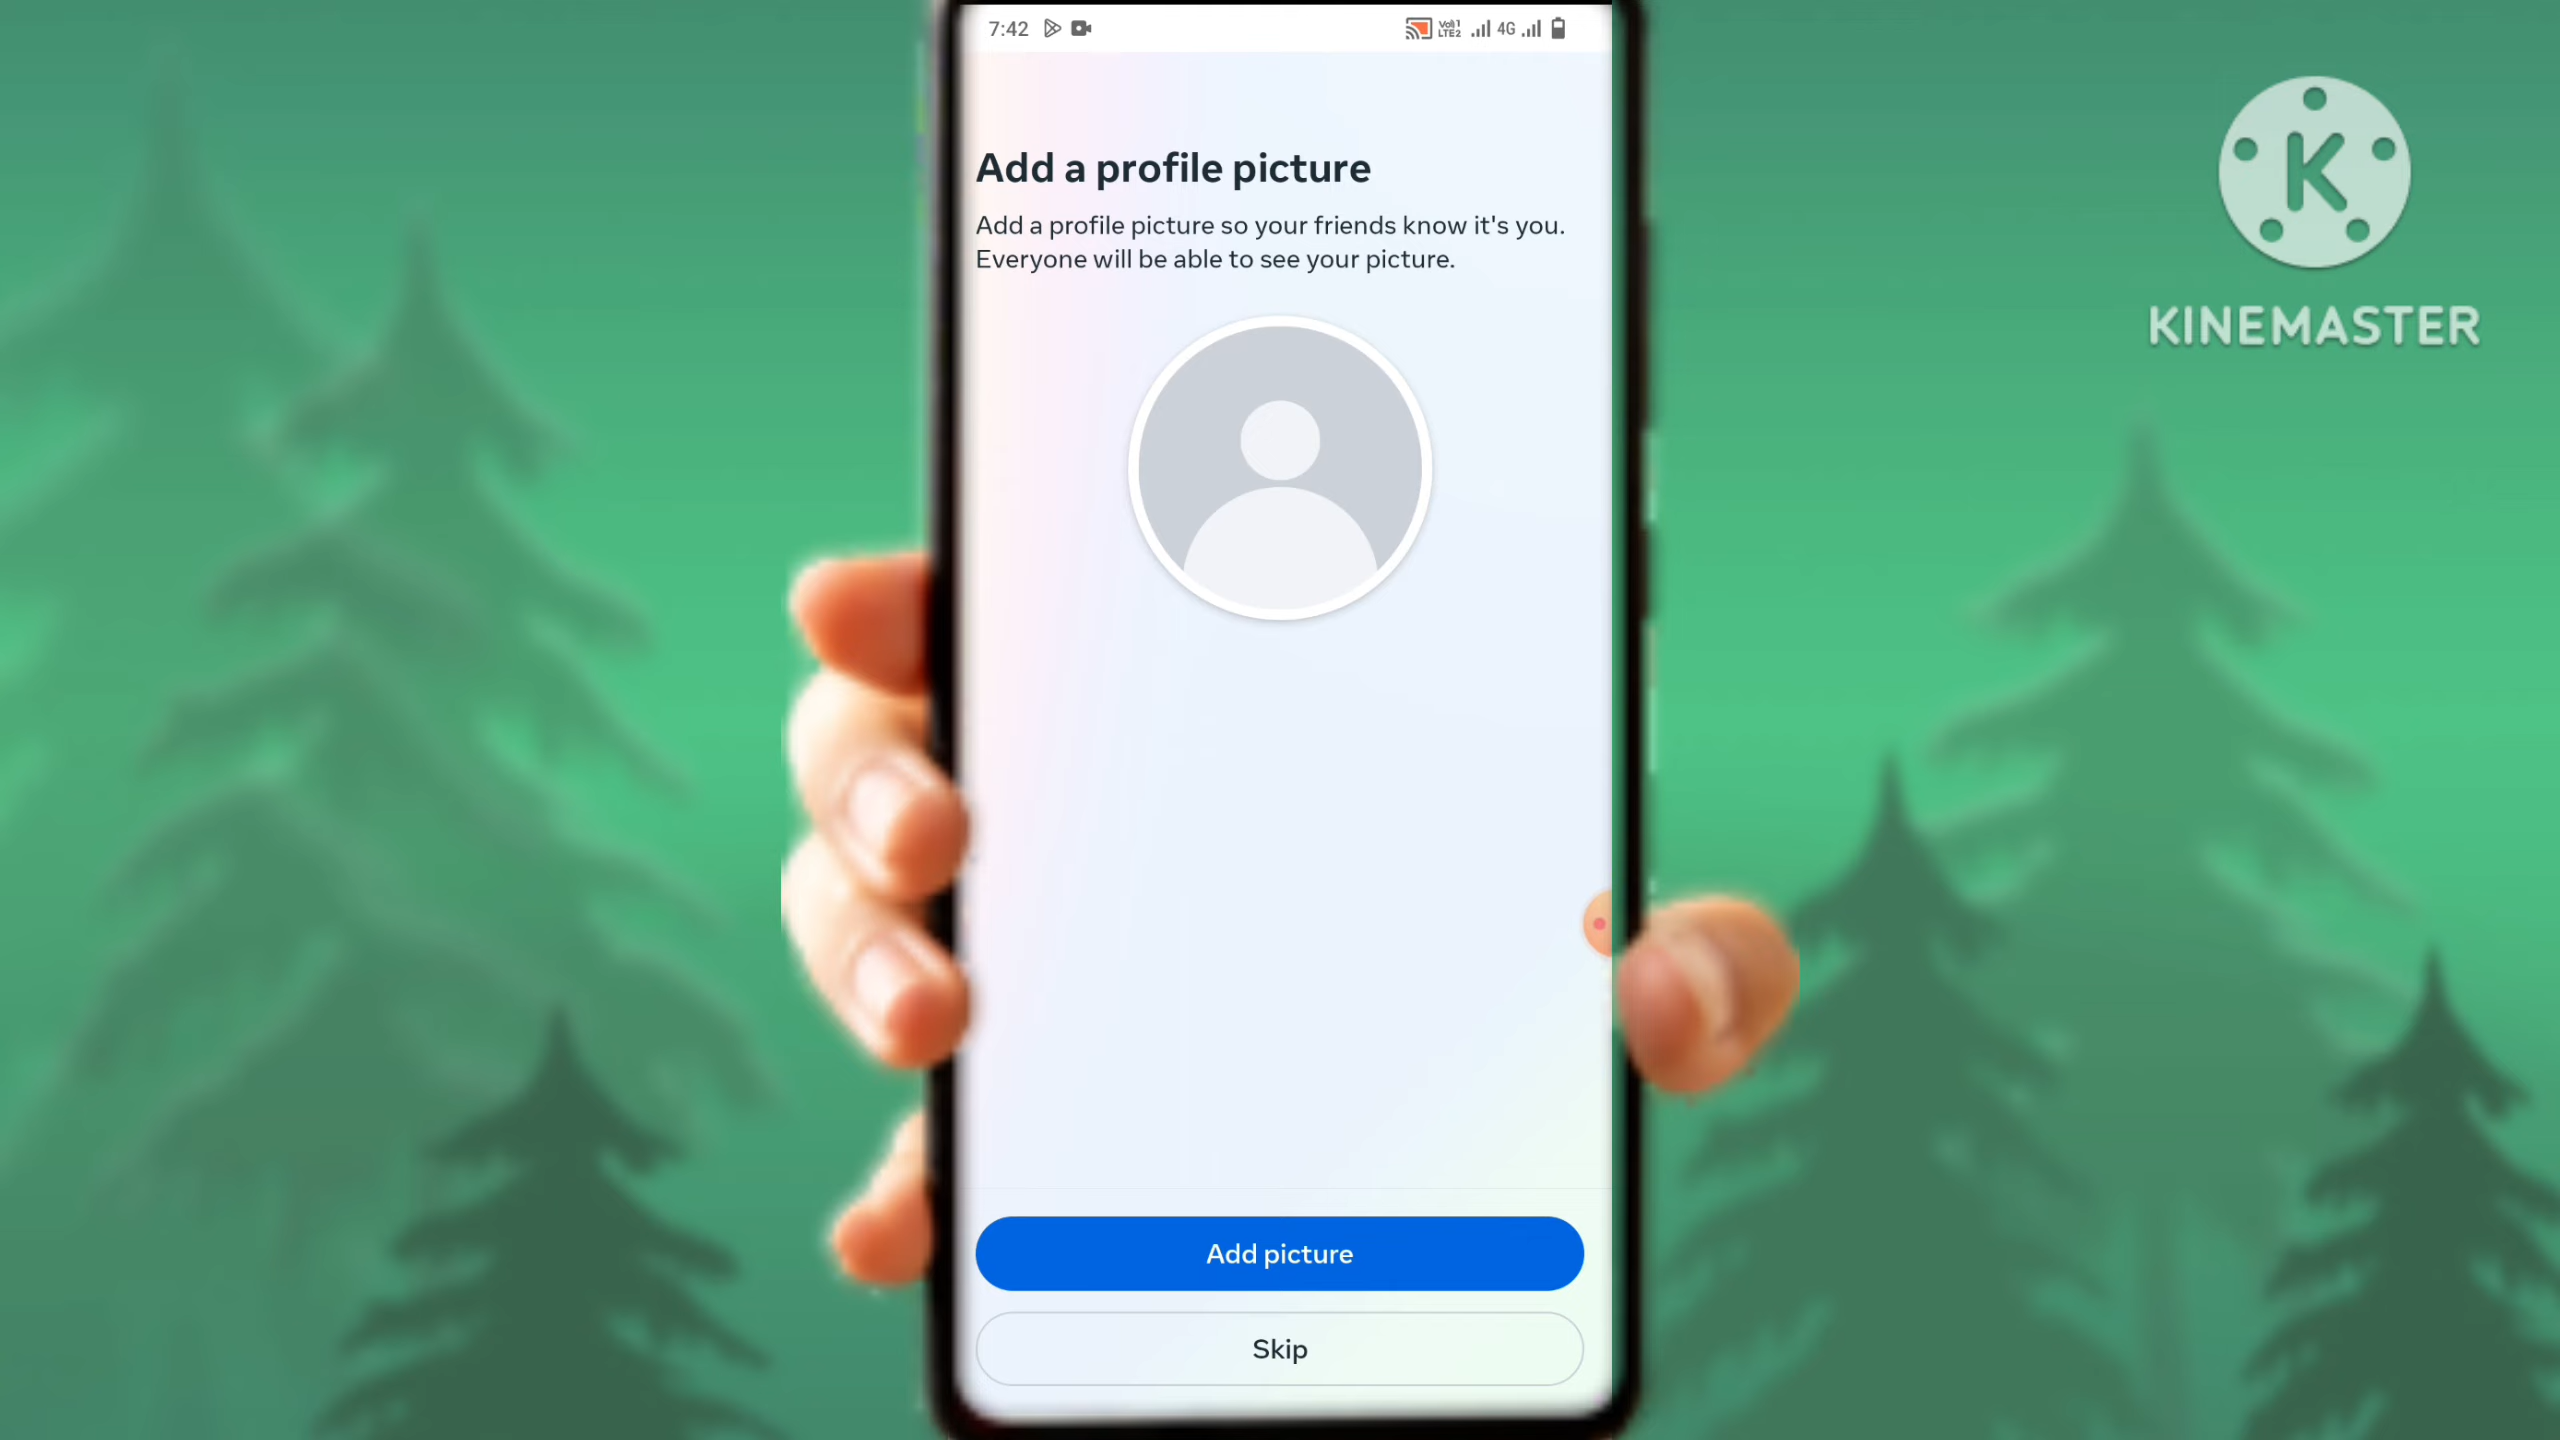 7:42
4G
K
KINEMASTER
Add a profile picture
Add a profile picture so your friends know it's you.
Everyone will be able to see your picture.
Add picture
Skip